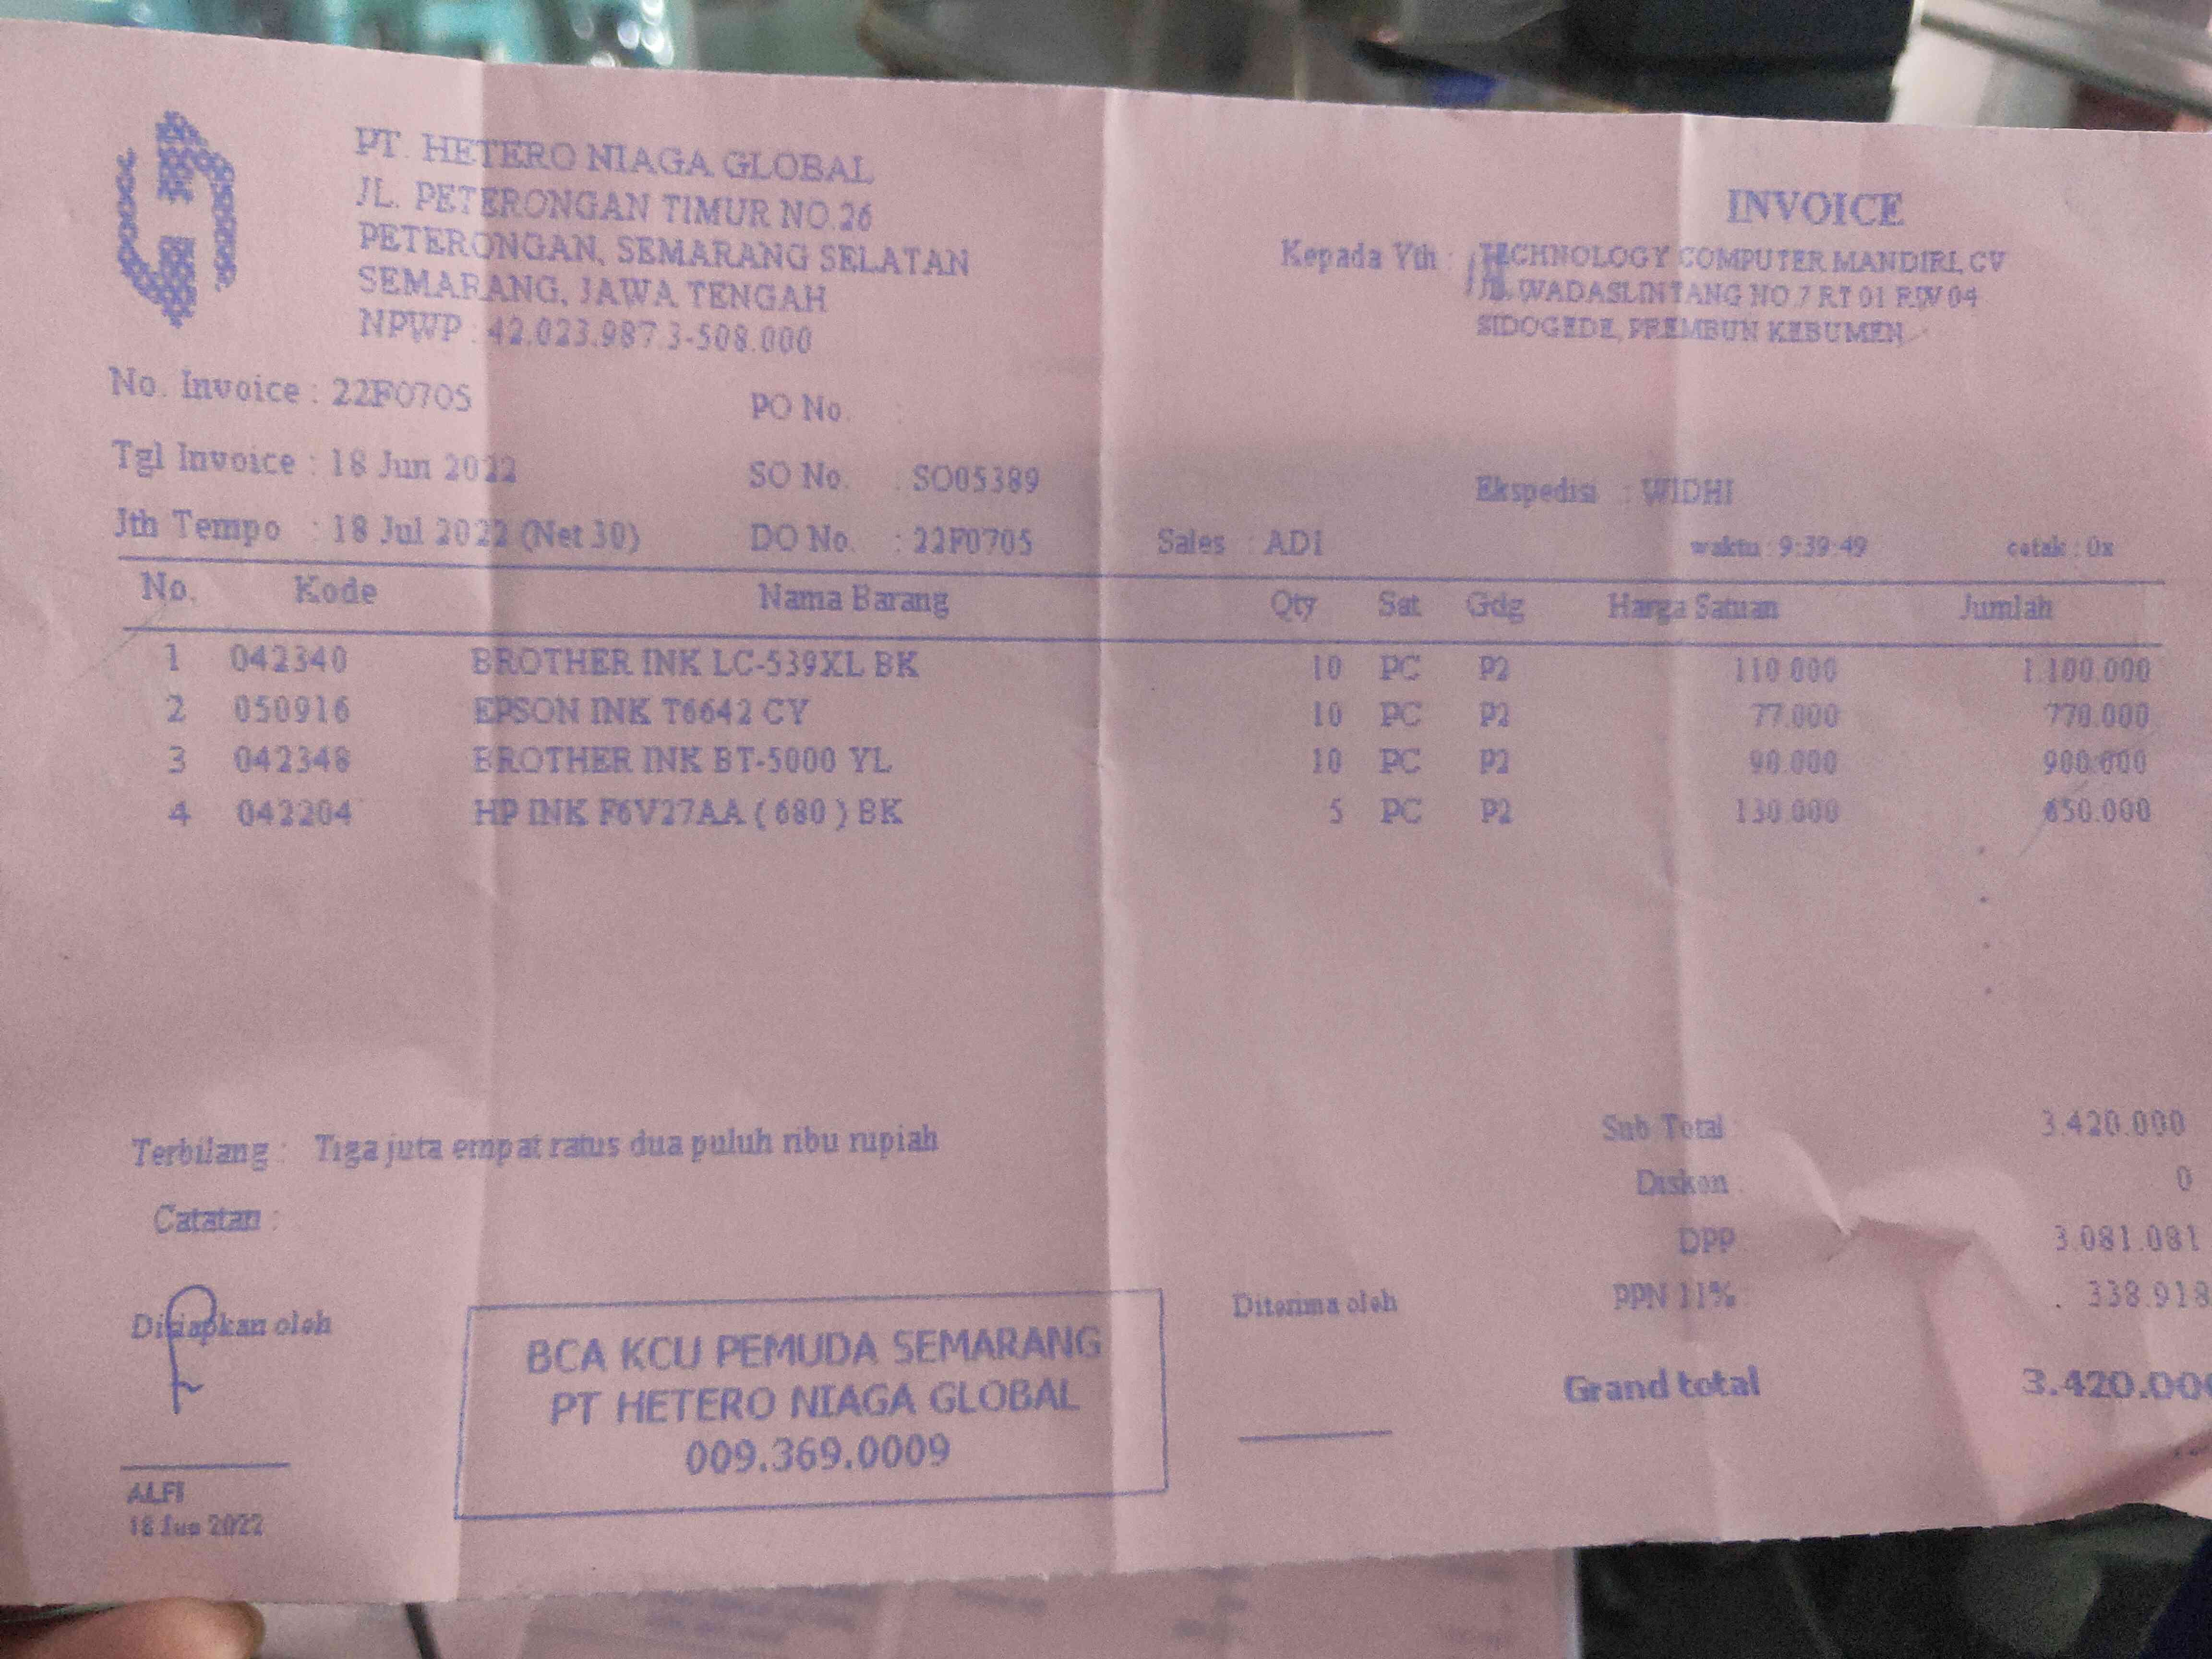 PT. HETERO NIAGA GLOBAL
JL. PETERONGAN TIMUR NO.26
PETERONGAN, SEMARANG SELATAN
SEMARANG, JAWA TENGAH
NPWP : 42.023.987.3-508.000
INVOICE
Kepada Yth : TECHNOLOGY COMPUTER MANDIRI, CV
JL. WADASLINTANG NO.7 RT 01 RW 04
SIDOGEDE, PREMBUN KEBUMEN
No. Invoice : 22F0705 PO No. :
Tgl Invoice : 18 Jun 2022 SO No. : SO05389 Ekspedisi : WIDHI
Jth Tempo : 18 Jul 2022 (Net 30) DO No. : 22F0705 Sales : ADI waktu : 9:39:49 cetak : 0x
No. Kode Nama Barang Qty Sat Gdg Harga Satuan Jumlah
1 042340 BROTHER INK LC-539XL BK 10 PC P2 110.000 1.100.000
2 050916 EPSON INK T6642 CY 10 PC P2 77.000 770.000
3 042348 BROTHER INK BT-5000 YL 10 PC P2 90.000 900.000
4 042204 HP INK F6V27AA ( 680 ) BK 5 PC P2 130.000 650.000
Terbilang : Tiga juta empat ratus dua puluh ribu rupiah
Catatan :
Sub Total : 3.420.000
Diskon : 0
DPP 3.081.081
PPN 11% 338.918
Grand total 3.420.000
Disiapkan oleh
BCA KCU PEMUDA SEMARANG
PT HETERO NIAGA GLOBAL
009.369.0009
Diterima oleh
ALFI
18 Jun 2022